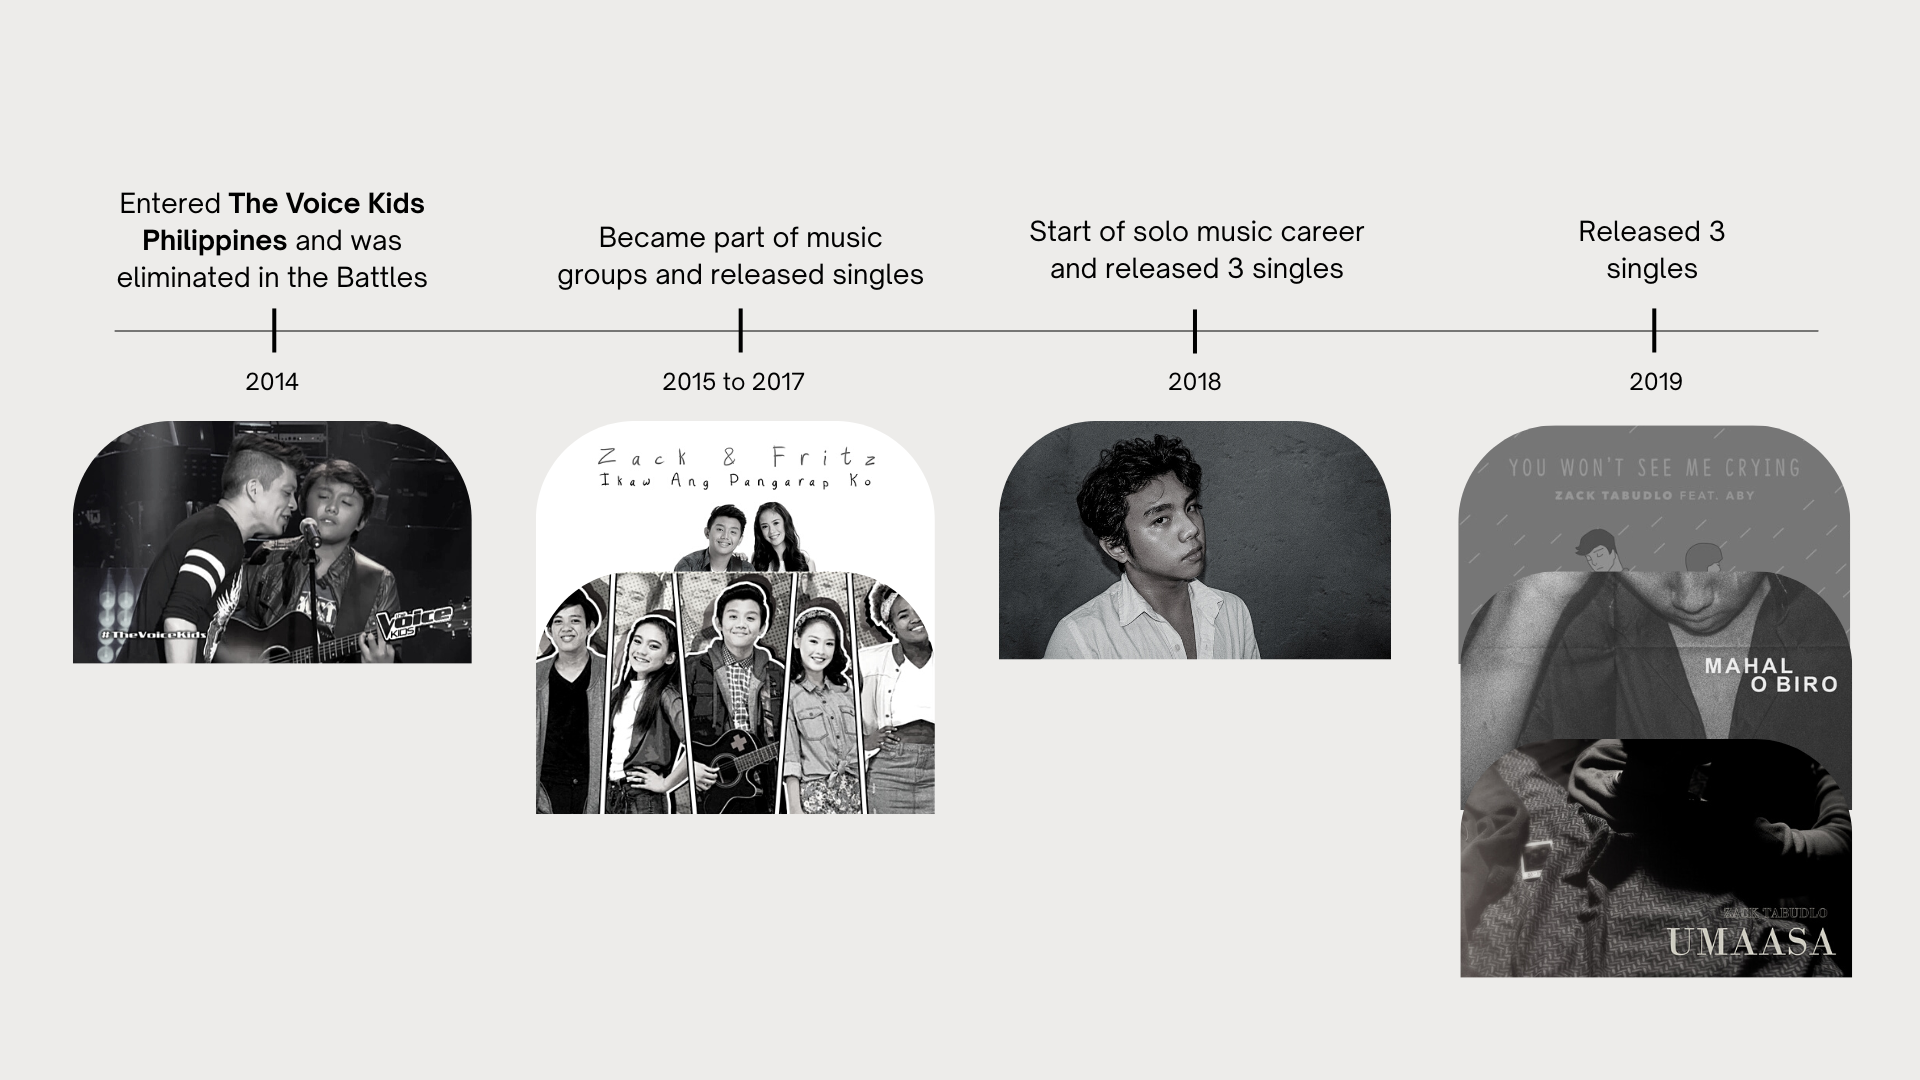 Entered The Voice Kids
Philippines and was
eliminated in the Battles
Became part of music
groups and released singles
Start of solo music career
and released 3 singles
Released 3
singles
2014
2015 to 2017
2018
2019
#TheVoiceKids
The
Voice
KIDS
Zack & Fritz
Ikaw Ang Pangarap Ko
YOU WON'T SEE ME CRYING
ZACK TABUDLO FEAT. ABY
MAHAL
O BIRO
ZACK TABUDLO
UMAASA